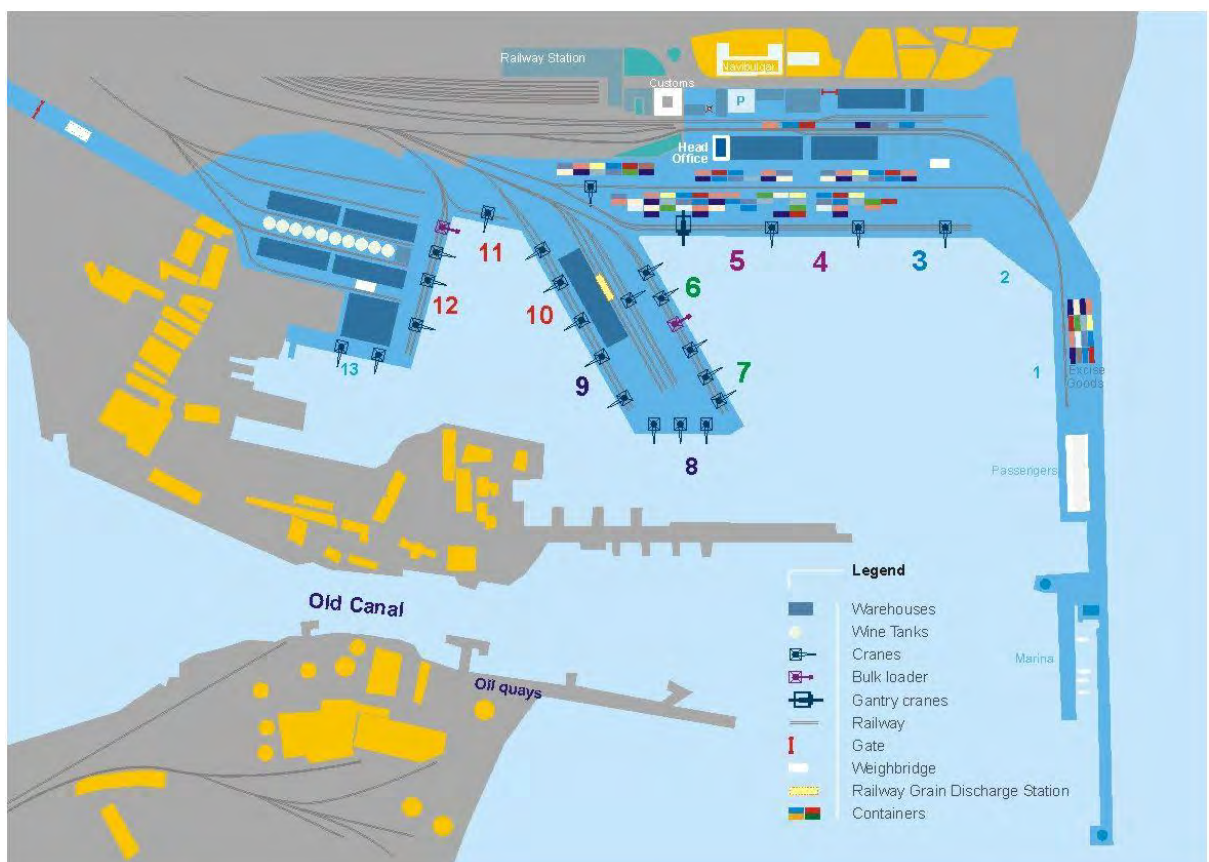 Railway Station
Navibulgar
Customs
P
Head
Office
11
5
4
3
2
6
12
10
13
9
7
1
Excise
Goods
8
Passengers
Legend
Old Canal
Warehouses
Wine Tanks
Cranes
Marina
Bulk loader
Oil quays
Gantry cranes
Railway
Gate
Weighbridge
Railway Grain Discharge Station
Containers